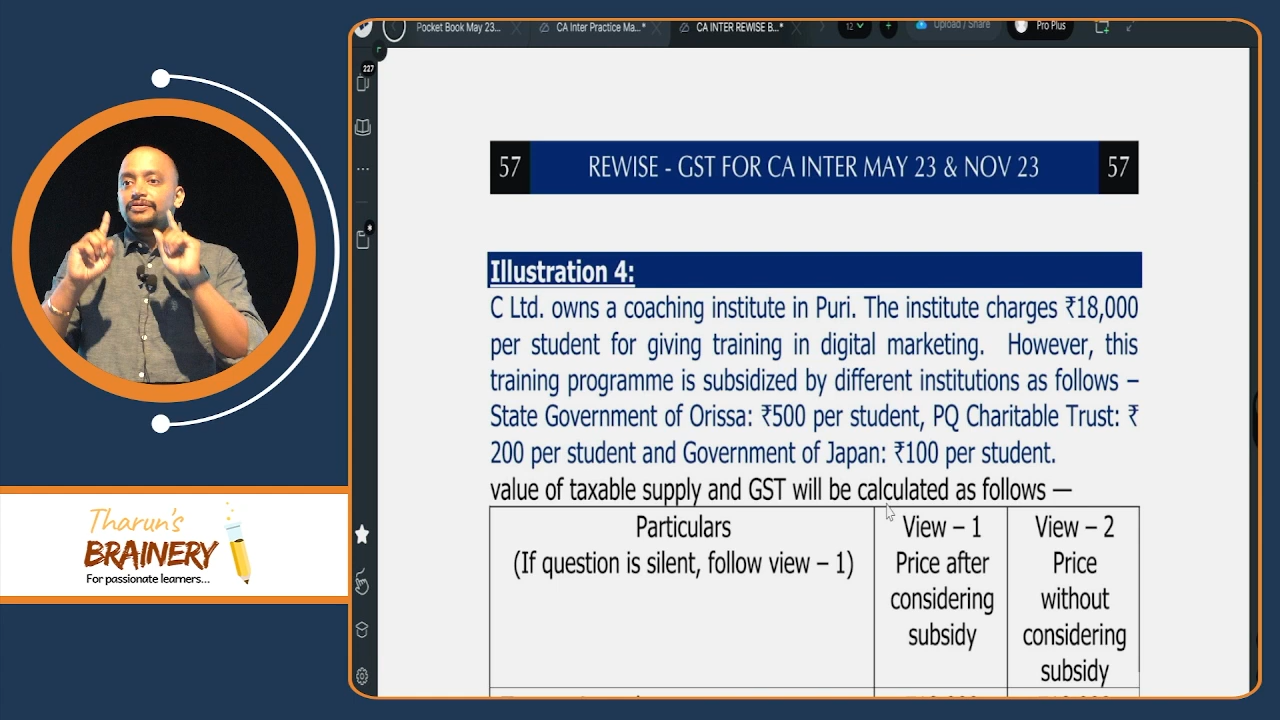 Pocket Book May 23...
CA Inter Practice Ma...*
CA INTER REWISE B...*
12
Upload / Share
Pro Plus
227
57 REWISE - GST FOR CA INTER MAY 23 & NOV 23 57
Illustration 4:
C Ltd. owns a coaching institute in Puri. The institute charges ₹18,000
per student for giving training in digital marketing. However, this
training programme is subsidized by different institutions as follows –
State Government of Orissa: ₹500 per student, PQ Charitable Trust: ₹
200 per student and Government of Japan: ₹100 per student.
value of taxable supply and GST will be calculated as follows —
Particulars
(If question is silent, follow view – 1)
View – 1
Price after
considering
subsidy
View – 2
Price
without
considering
subsidy
Tharun's
BRAINERY
For passionate learners...